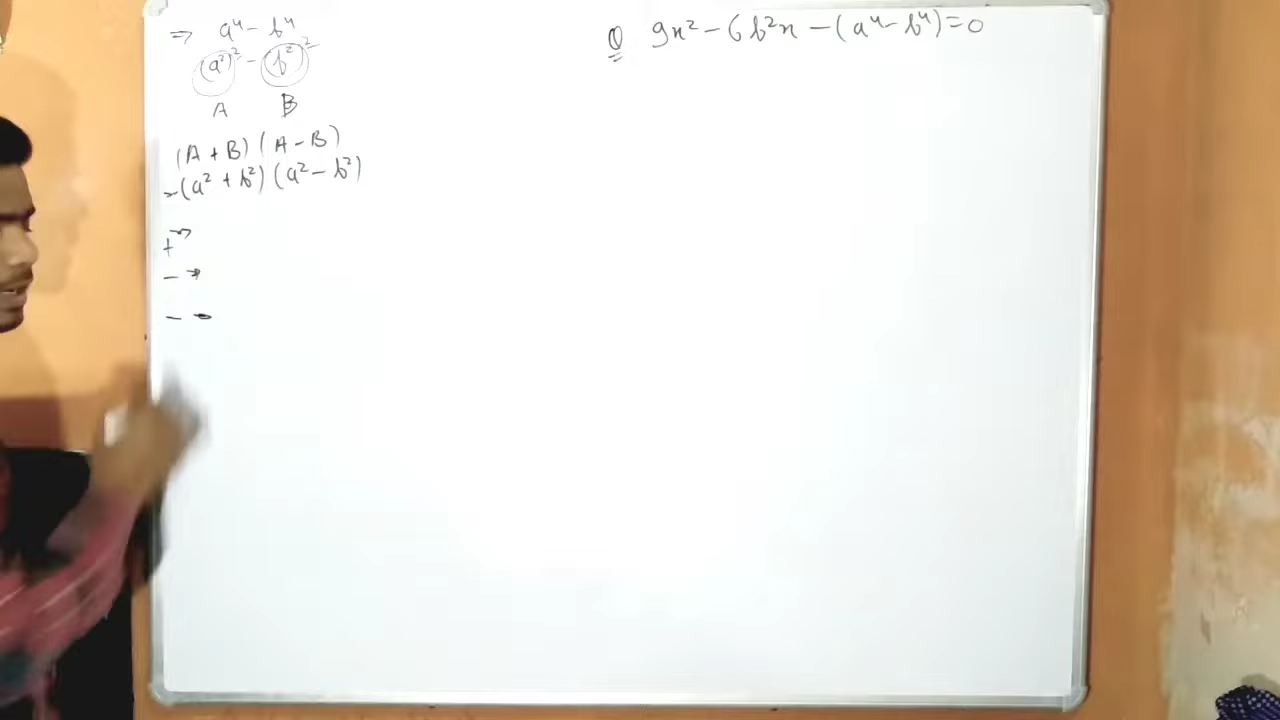 ⇒ a⁴ - b⁴
(a²)² - (b²)²
A B
(A + B) (A - B)
⇒ (a² + b²) (a² - b²)
+ →
- →
- →
Q 9x² - 6b²x - (a⁴ - b⁴) = 0